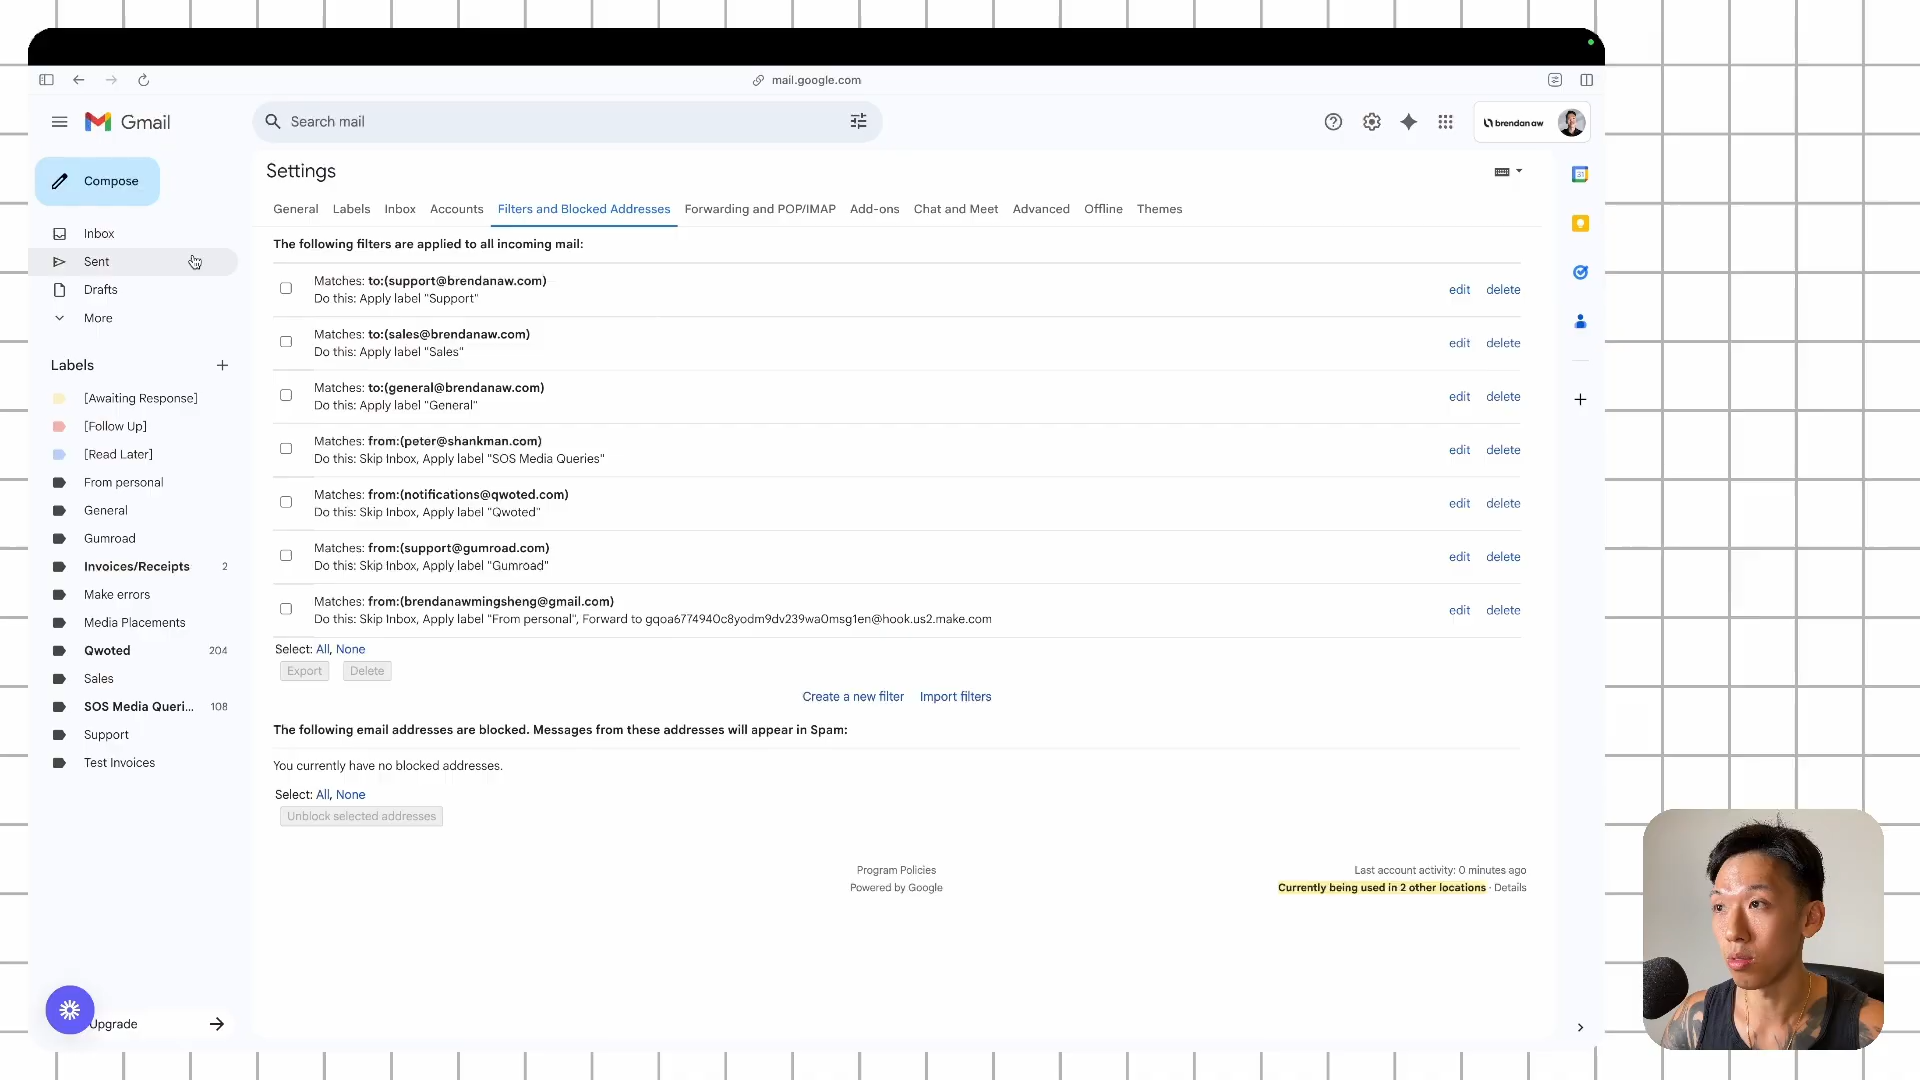 mail.google.com
Gmail
Search mail
brendan aw
Compose
Inbox
Sent
Drafts
More
Labels
[Awaiting Response]
[Follow Up]
[Read Later]
From personal
General
Gumroad
Invoices/Receipts 2
Make errors
Media Placements
Qwoted 204
Sales
SOS Media Queri... 108
Support
Test Invoices
Upgrade
Settings
General Labels Inbox Accounts Filters and Blocked Addresses Forwarding and POP/IMAP Add-ons Chat and Meet Advanced Offline Themes
The following filters are applied to all incoming mail:
Matches: to:(support@brendanaw.com)
Do this: Apply label "Support"
edit delete
Matches: to:(sales@brendanaw.com)
Do this: Apply label "Sales"
edit delete
Matches: to:(general@brendanaw.com)
Do this: Apply label "General"
edit delete
Matches: from:(peter@shankman.com)
Do this: Skip Inbox, Apply label "SOS Media Queries"
edit delete
Matches: from:(notifications@qwoted.com)
Do this: Skip Inbox, Apply label "Qwoted"
edit delete
Matches: from:(support@gumroad.com)
Do this: Skip Inbox, Apply label "Gumroad"
edit delete
Matches: from:(brendanawmingsheng@gmail.com)
Do this: Skip Inbox, Apply label "From personal", Forward to gqoa6774940c8yodm9dv239wa0msg1en@hook.us2.make.com
edit delete
Select: All, None
Export Delete
Create a new filter Import filters
The following email addresses are blocked. Messages from these addresses will appear in Spam:
You currently have no blocked addresses.
Select: All, None
Unblock selected addresses
Program Policies
Powered by Google
Last account activity: 0 minutes ago
Currently being used in 2 other locations · Details
31